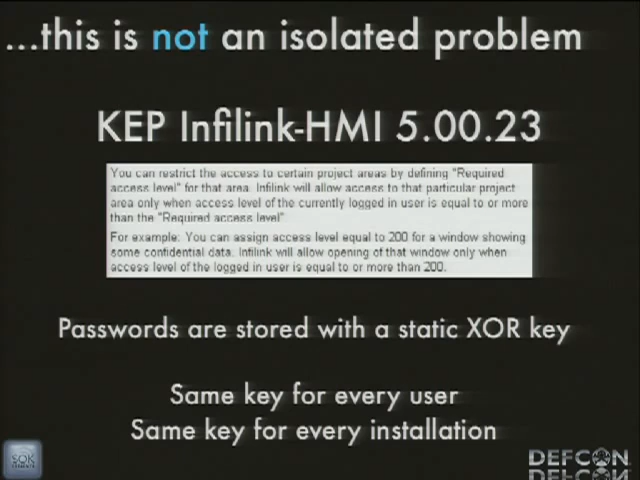 ...this is not an isolated problem
KEP Infilink-HMI 5.00.23
You can restrict the access to certain project areas by defining "Required
access level" for that area. Infilink will allow access to that particular project
area only when access level of the currently logged in user is equal to or more
than the "Required access level"
For example: You can assign access level equal to 200 for a window showing
some confidential data. Infilink will allow opening of that window only when
access level of the logged in user is equal to or more than 200.
Passwords are stored with a static XOR key
Same key for every user
Same key for every installation
SOK
DEFCON